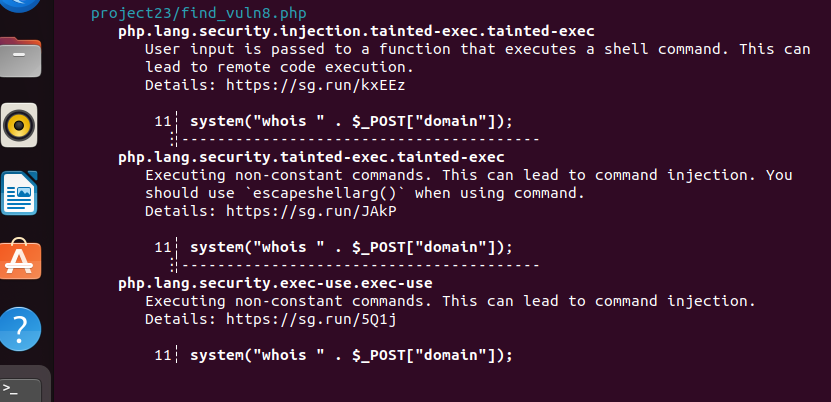 project23/find_vuln8.php
php.lang.security.injection.tainted-exec.tainted-exec
User input is passed to a function that executes a shell command. This can
lead to remote code execution.
Details: https://sg.run/kxEEz
11┆ system("whois " . $_POST["domain"]);
⋮┆----------------------------------------
php.lang.security.tainted-exec.tainted-exec
Executing non-constant commands. This can lead to command injection. You
should use `escapeshellarg()` when using command.
Details: https://sg.run/JAkP
11┆ system("whois " . $_POST["domain"]);
⋮┆----------------------------------------
php.lang.security.exec-use.exec-use
Executing non-constant commands. This can lead to command injection.
Details: https://sg.run/5Q1j
11┆ system("whois " . $_POST["domain"]);